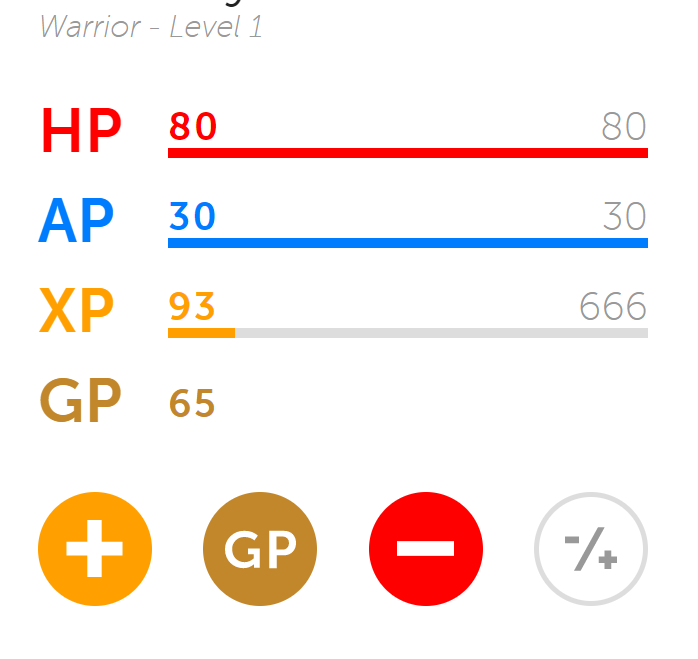 Warrior - Level 1
HP 80 80
AP 30 30
XP 93 666
GP 65
+ GP - -/+